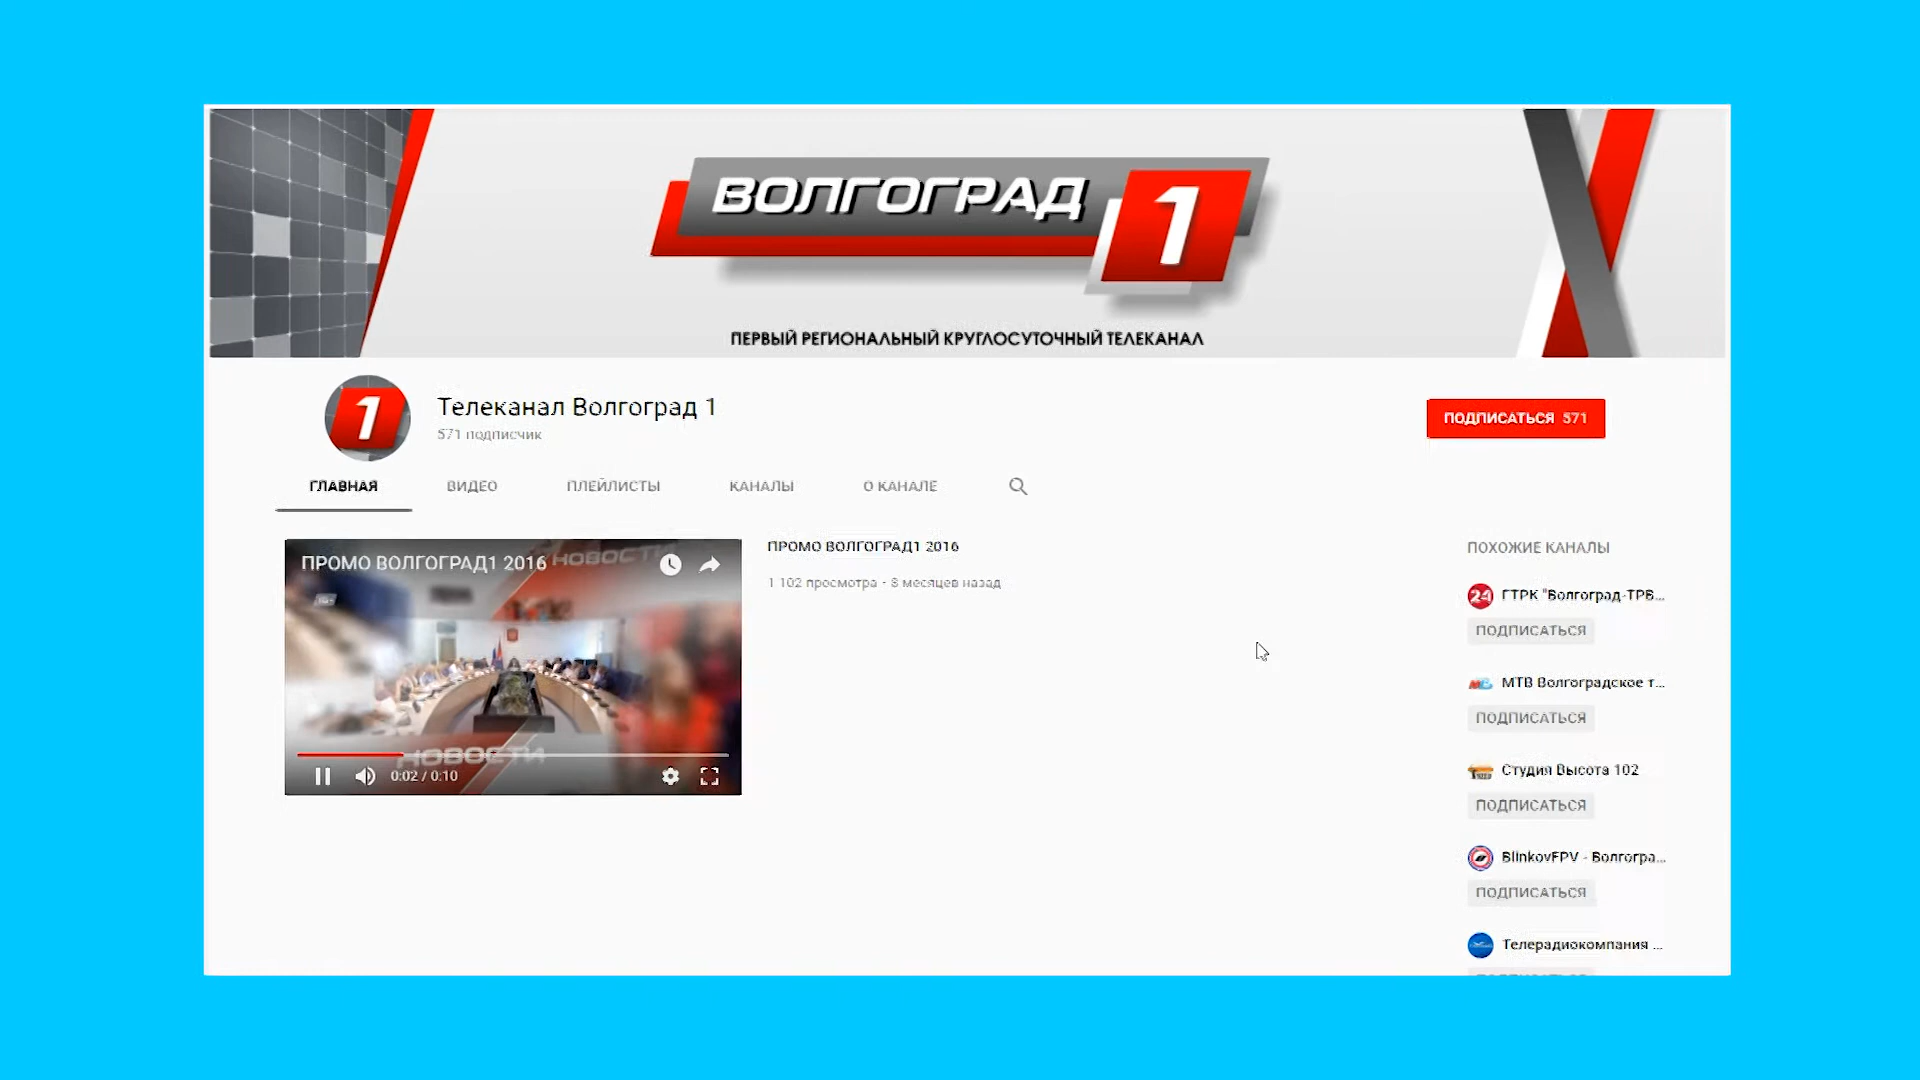 ВОЛГОГРАД 1
ПЕРВЫЙ РЕГИОНАЛЬНЫЙ КРУГЛОСУТОЧНЫЙ ТЕЛЕКАНАЛ
1
Телеканал Волгоград 1
571 подписчик
ПОДПИСАТЬСЯ 571
ГЛАВНАЯ
ВИДЕО
ПЛЕЙЛИСТЫ
КАНАЛЫ
О КАНАЛЕ
ПРОМО ВОЛГОГРАД1 2016
НОВОСТИ
НОВОСТИ
0:02 / 0:10
ПРОМО ВОЛГОГРАД1 2016
1 102 просмотра • 8 месяцев назад
ПОХОЖИЕ КАНАЛЫ
24
ГТРК "Волгоград-ТРВ...
ПОДПИСАТЬСЯ
МТВ Волгоградское т...
ПОДПИСАТЬСЯ
Студия Высота 102
ПОДПИСАТЬСЯ
BlinkovFPV - Волгогра...
ПОДПИСАТЬСЯ
Телерадиокомпания ...